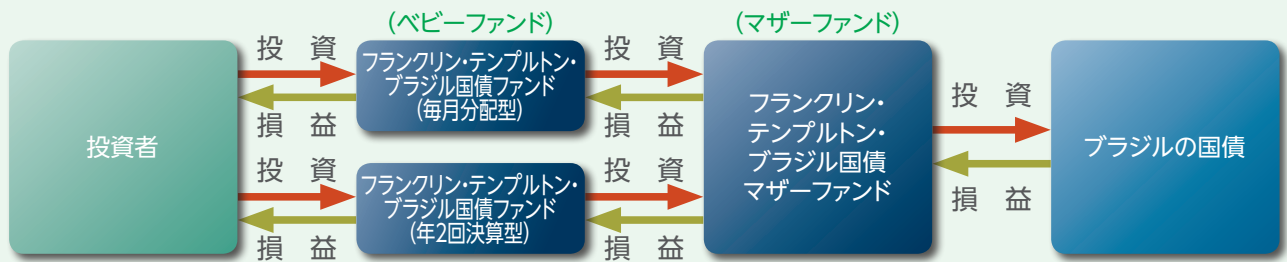 (ベビーファンド)
(マザーファンド)
投資者
投 資
損 益
フランクリン・テンプルトン・
ブラジル国債ファンド
(毎月分配型)
投 資
損 益
投 資
損 益
フランクリン・テンプルトン・
ブラジル国債ファンド
(年2回決算型)
投 資
損 益
フランクリン・
テンプルトン・
ブラジル国債
マザーファンド
投 資
損 益
ブラジルの国債